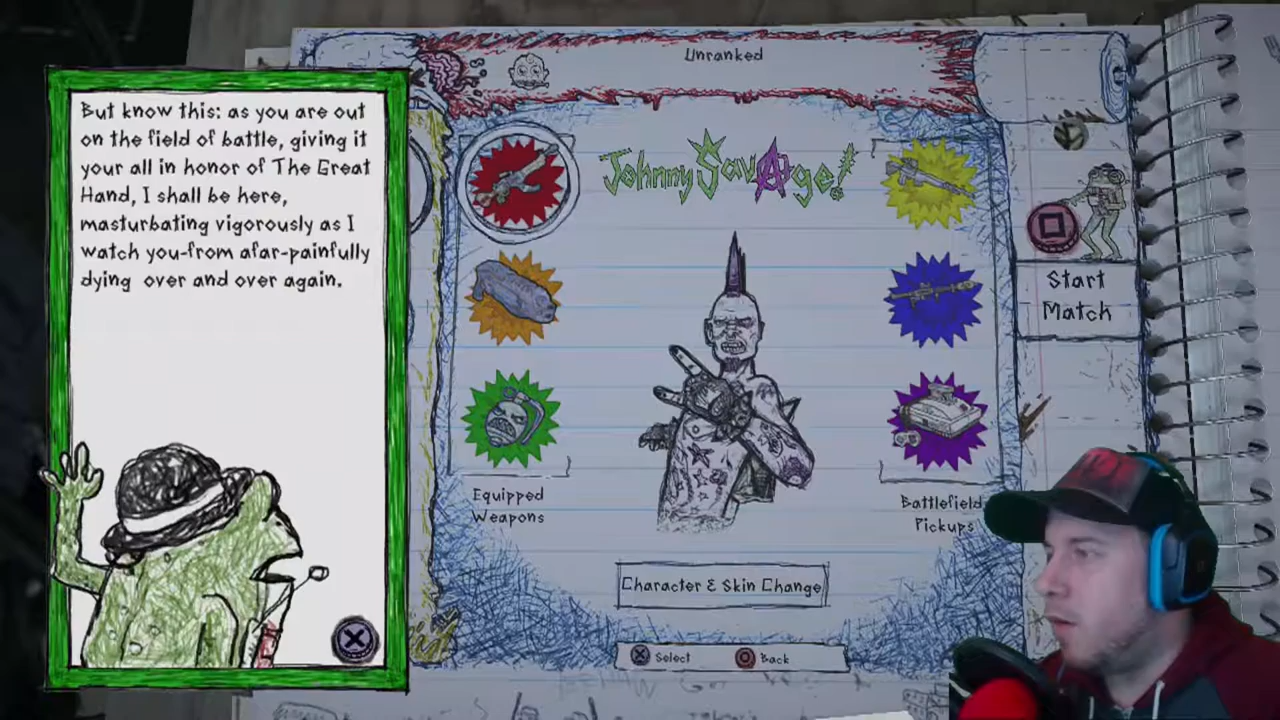 Unranked
But know this: as you are out
on the field of battle, giving it
your all in honor of The Great
Hand, I shall be here,
masturbating vigorously as I
watch you-from afar-painfully
dying over and over again.
Johnny Savage!
Start
Match
Equipped
Weapons
Battlefield
Pickups
Character & Skin Change
Select
Back